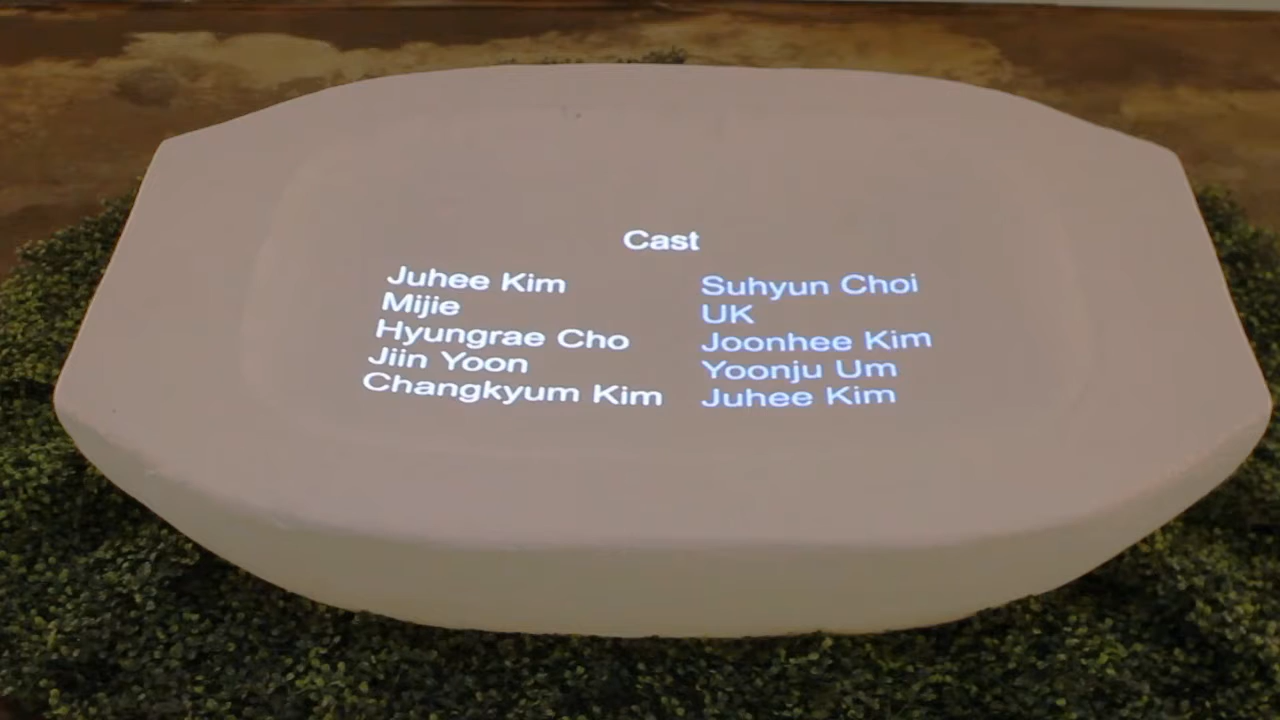 Cast
Juhee Kim
Mijie
Hyungrae Cho
Jiin Yoon
Changkyum Kim
Suhyun Choi
UK
Joonhee Kim
Yoonju Um
Juhee Kim